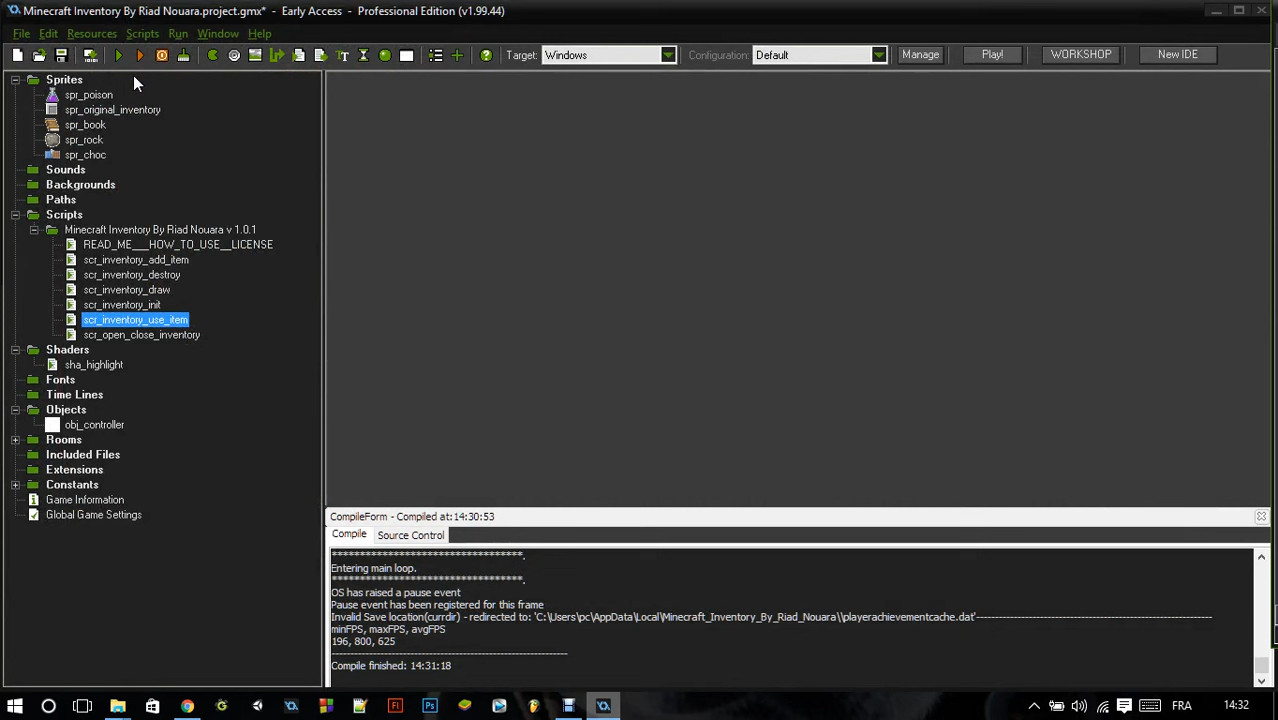 Minecraft Inventory By Riad Nouara.project.gmx* - Early Access - Professional Edition (v1.99.44)
File Edit Resources Scripts Run Window Help
Target: Windows Configuration: Default Manage Play! WORKSHOP New IDE
Sprites
spr_poison
spr_original_inventory
spr_book
spr_rock
spr_choc
Sounds
Backgrounds
Paths
Scripts
Minecraft Inventory By Riad Nouara v 1.0.1
READ_ME___HOW_TO_USE__LICENSE
scr_inventory_add_item
scr_inventory_destroy
scr_inventory_draw
scr_inventory_init
scr_inventory_use_item
scr_open_close_inventory
Shaders
sha_highlight
Fonts
Time Lines
Objects
obj_controller
Rooms
Included Files
Extensions
Constants
Game Information
Global Game Settings
CompileForm - Compiled at:14:30:53
Compile Source Control
***********************************.
Entering main loop.
***********************************.
OS has raised a pause event
Pause event has been registered for this frame
Invalid Save location(currdir) - redirected to: 'C:\Users\pc\AppData\Local\Minecraft_Inventory_By_Riad_Nouara\\playerachievementcache.dat'-----------------------------------------------------------
minFPS, maxFPS, avgFPS
196, 800, 625
-----------------------------------------------------------
Compile finished: 14:31:18
FRA 14:32